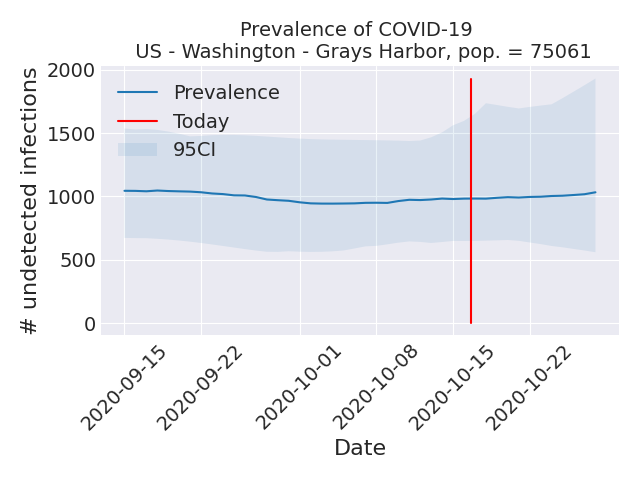 Prevalence of COVID-19
US - Washington - Grays Harbor, pop. = 75061
# undetected infections
2000
1500
1000
500
0
Prevalence
Today
95CI
2020-09-15
2020-09-22
2020-10-01
2020-10-08
2020-10-15
2020-10-22
Date